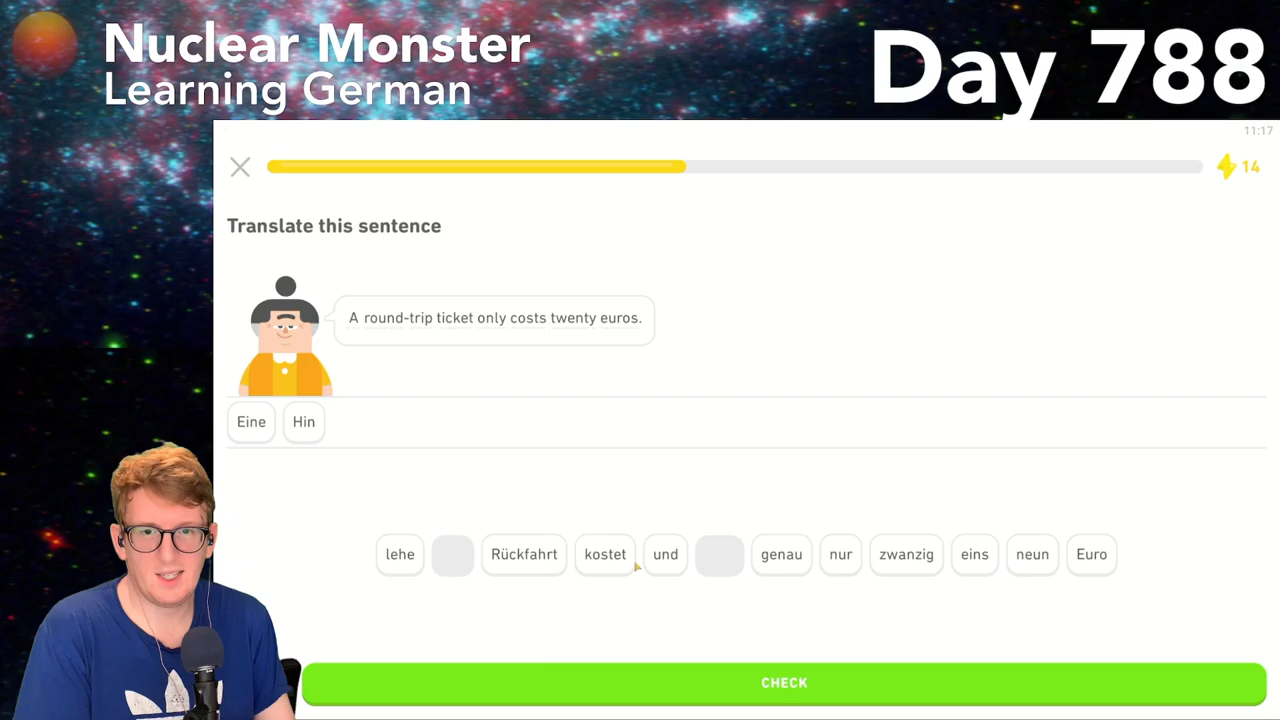 Nuclear Monster
Learning German
Day 788
11:17
14
Translate this sentence
A round-trip ticket only costs twenty euros.
Eine Hin
lehe Rückfahrt kostet und genau nur zwanzig eins neun Euro
CHECK